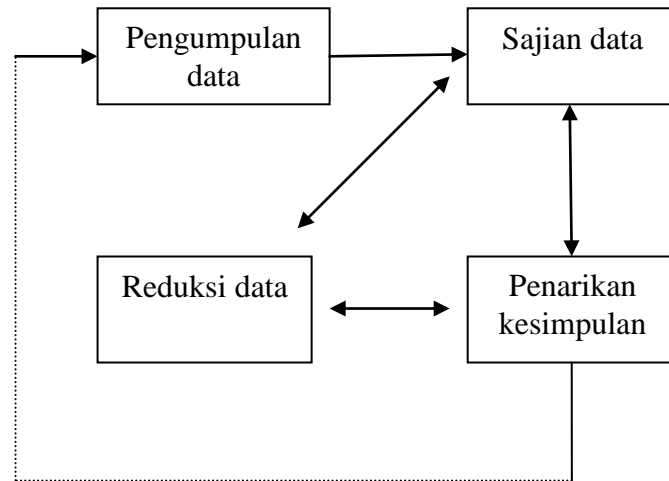 Pengumpulan
data
Sajian data
Reduksi data
Penarikan
kesimpulan